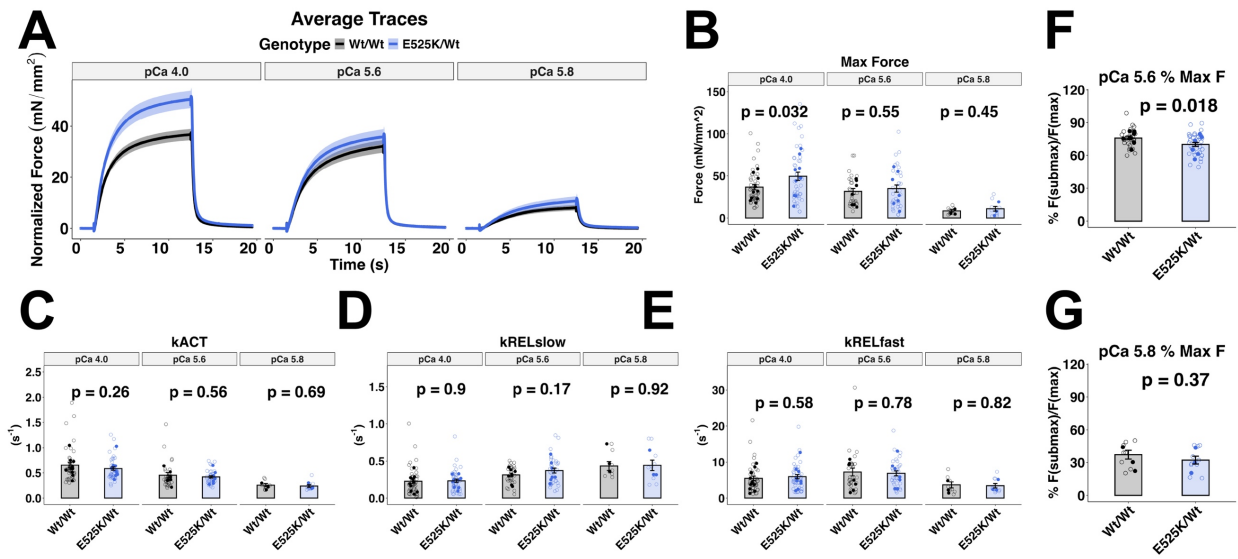 A
Average Traces
Genotype Wt/Wt E525K/Wt
pCa 4.0 pCa 5.6 pCa 5.8
Normalized Force (mN/mm²)
40
20
0
0 5 10 15 20 0 5 10 15 20 0 5 10 15 20
Time (s)
B
Max Force
pCa 4.0 pCa 5.6 pCa 5.8
Force (mN/mm^2)
150
100
50
0
p = 0.032 p = 0.55 p = 0.45
Wt/Wt E525K/Wt Wt/Wt E525K/Wt Wt/Wt E525K/Wt
F
pCa 5.6 % Max F
% F(submax)/F(max)
120
90
60
30
0
p = 0.018
Wt/Wt E525K/Wt
C
kACT
pCa 4.0 pCa 5.6 pCa 5.8
(s⁻¹)
2.5
2.0
1.5
1.0
0.5
0.0
p = 0.26 p = 0.56 p = 0.69
Wt/Wt E525K/Wt Wt/Wt E525K/Wt Wt/Wt E525K/Wt
D
kRELslow
pCa 4.0 pCa 5.6 pCa 5.8
(s⁻¹)
1.5
1.0
0.5
0.0
p = 0.9 p = 0.17 p = 0.92
Wt/Wt E525K/Wt Wt/Wt E525K/Wt Wt/Wt E525K/Wt
E
kRELfast
pCa 4.0 pCa 5.6 pCa 5.8
(s⁻¹)
30
20
10
0
p = 0.58 p = 0.78 p = 0.82
Wt/Wt E525K/Wt Wt/Wt E525K/Wt Wt/Wt E525K/Wt
G
pCa 5.8 % Max F
% F(submax)/F(max)
120
90
60
30
0
p = 0.37
Wt/Wt E525K/Wt